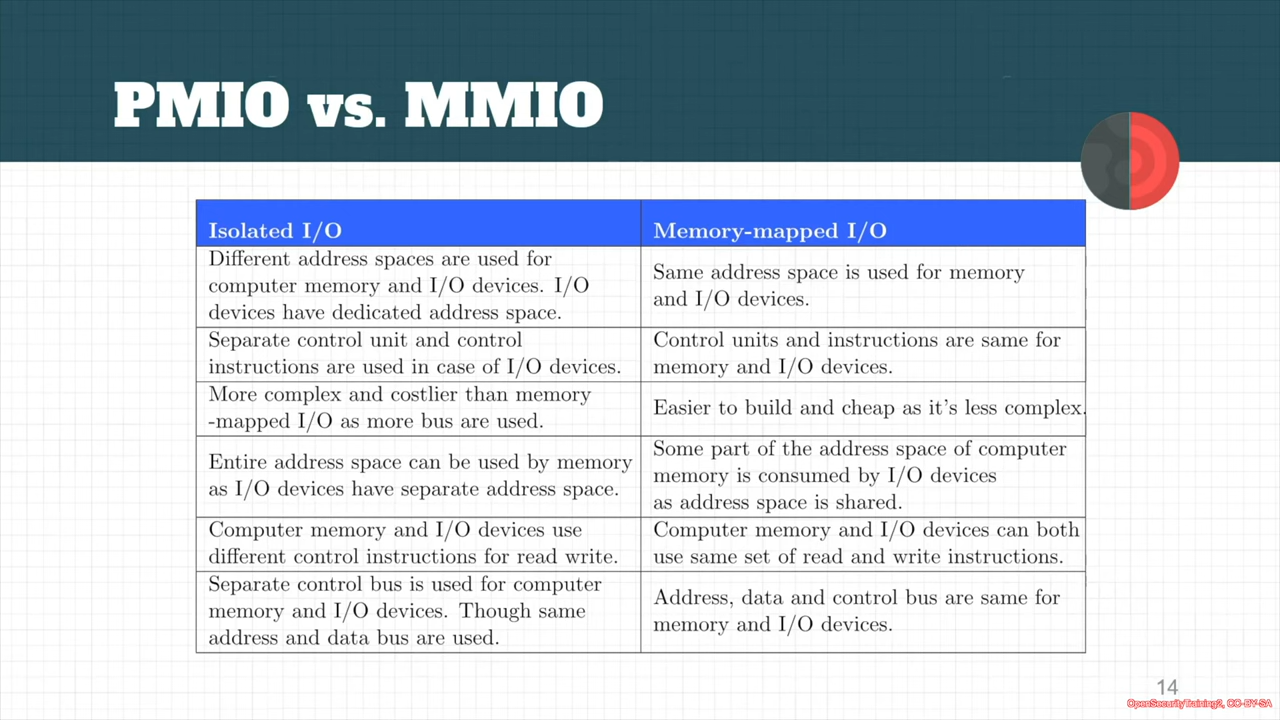 PMIO vs. MMIO
Isolated I/O
Memory-mapped I/O
Different address spaces are used for
computer memory and I/O devices. I/O
devices have dedicated address space.
Same address space is used for memory
and I/O devices.
Separate control unit and control
instructions are used in case of I/O devices.
Control units and instructions are same for
memory and I/O devices.
More complex and costlier than memory
-mapped I/O as more bus are used.
Easier to build and cheap as it's less complex.
Entire address space can be used by memory
as I/O devices have separate address space.
Some part of the address space of computer
memory is consumed by I/O devices
as address space is shared.
Computer memory and I/O devices use
different control instructions for read write.
Computer memory and I/O devices can both
use same set of read and write instructions.
Separate control bus is used for computer
memory and I/O devices. Though same
address and data bus are used.
Address, data and control bus are same for
memory and I/O devices.
14
OpenSecurityTraining2, CC-BY-SA